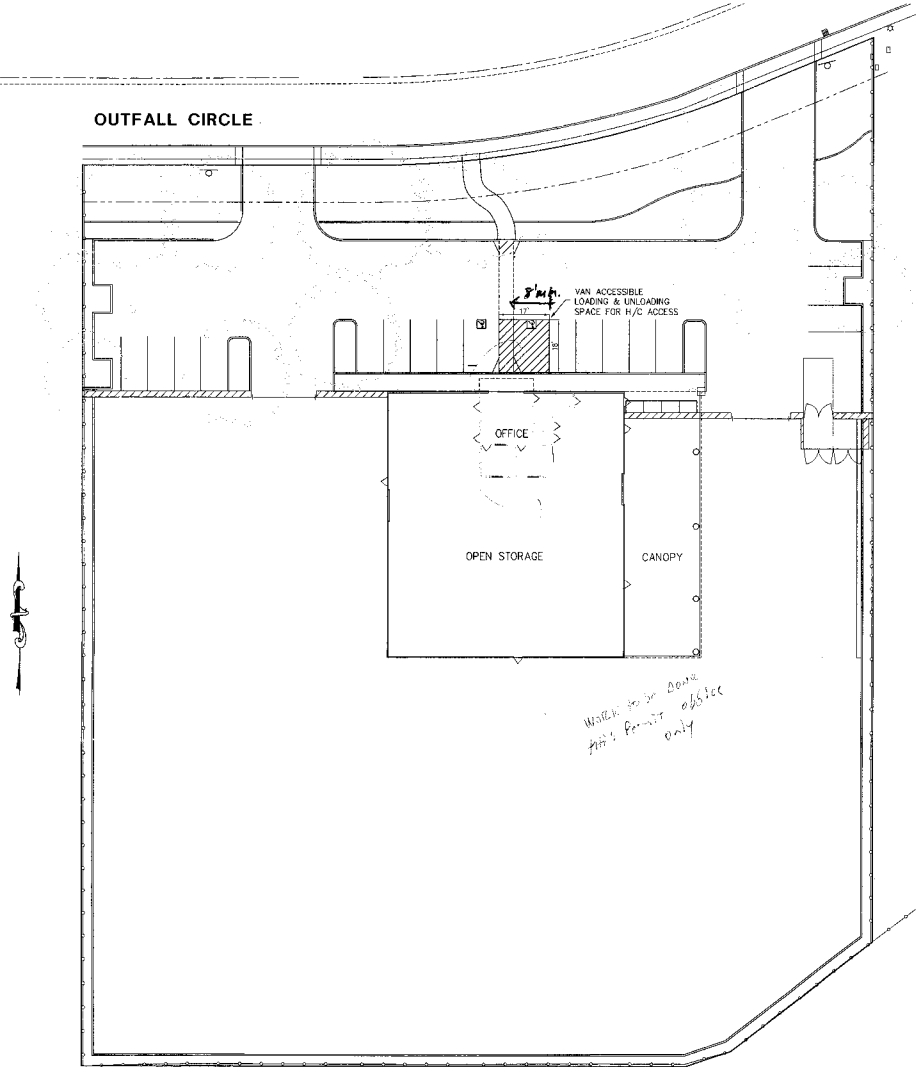 OUTFALL CIRCLE
8' min.
17'
VAN ACCESSIBLE
LOADING & UNLOADING
SPACE FOR H/C ACCESS
18'
OFFICE
OPEN STORAGE
CANOPY
Work to be Done
this Permit office
only